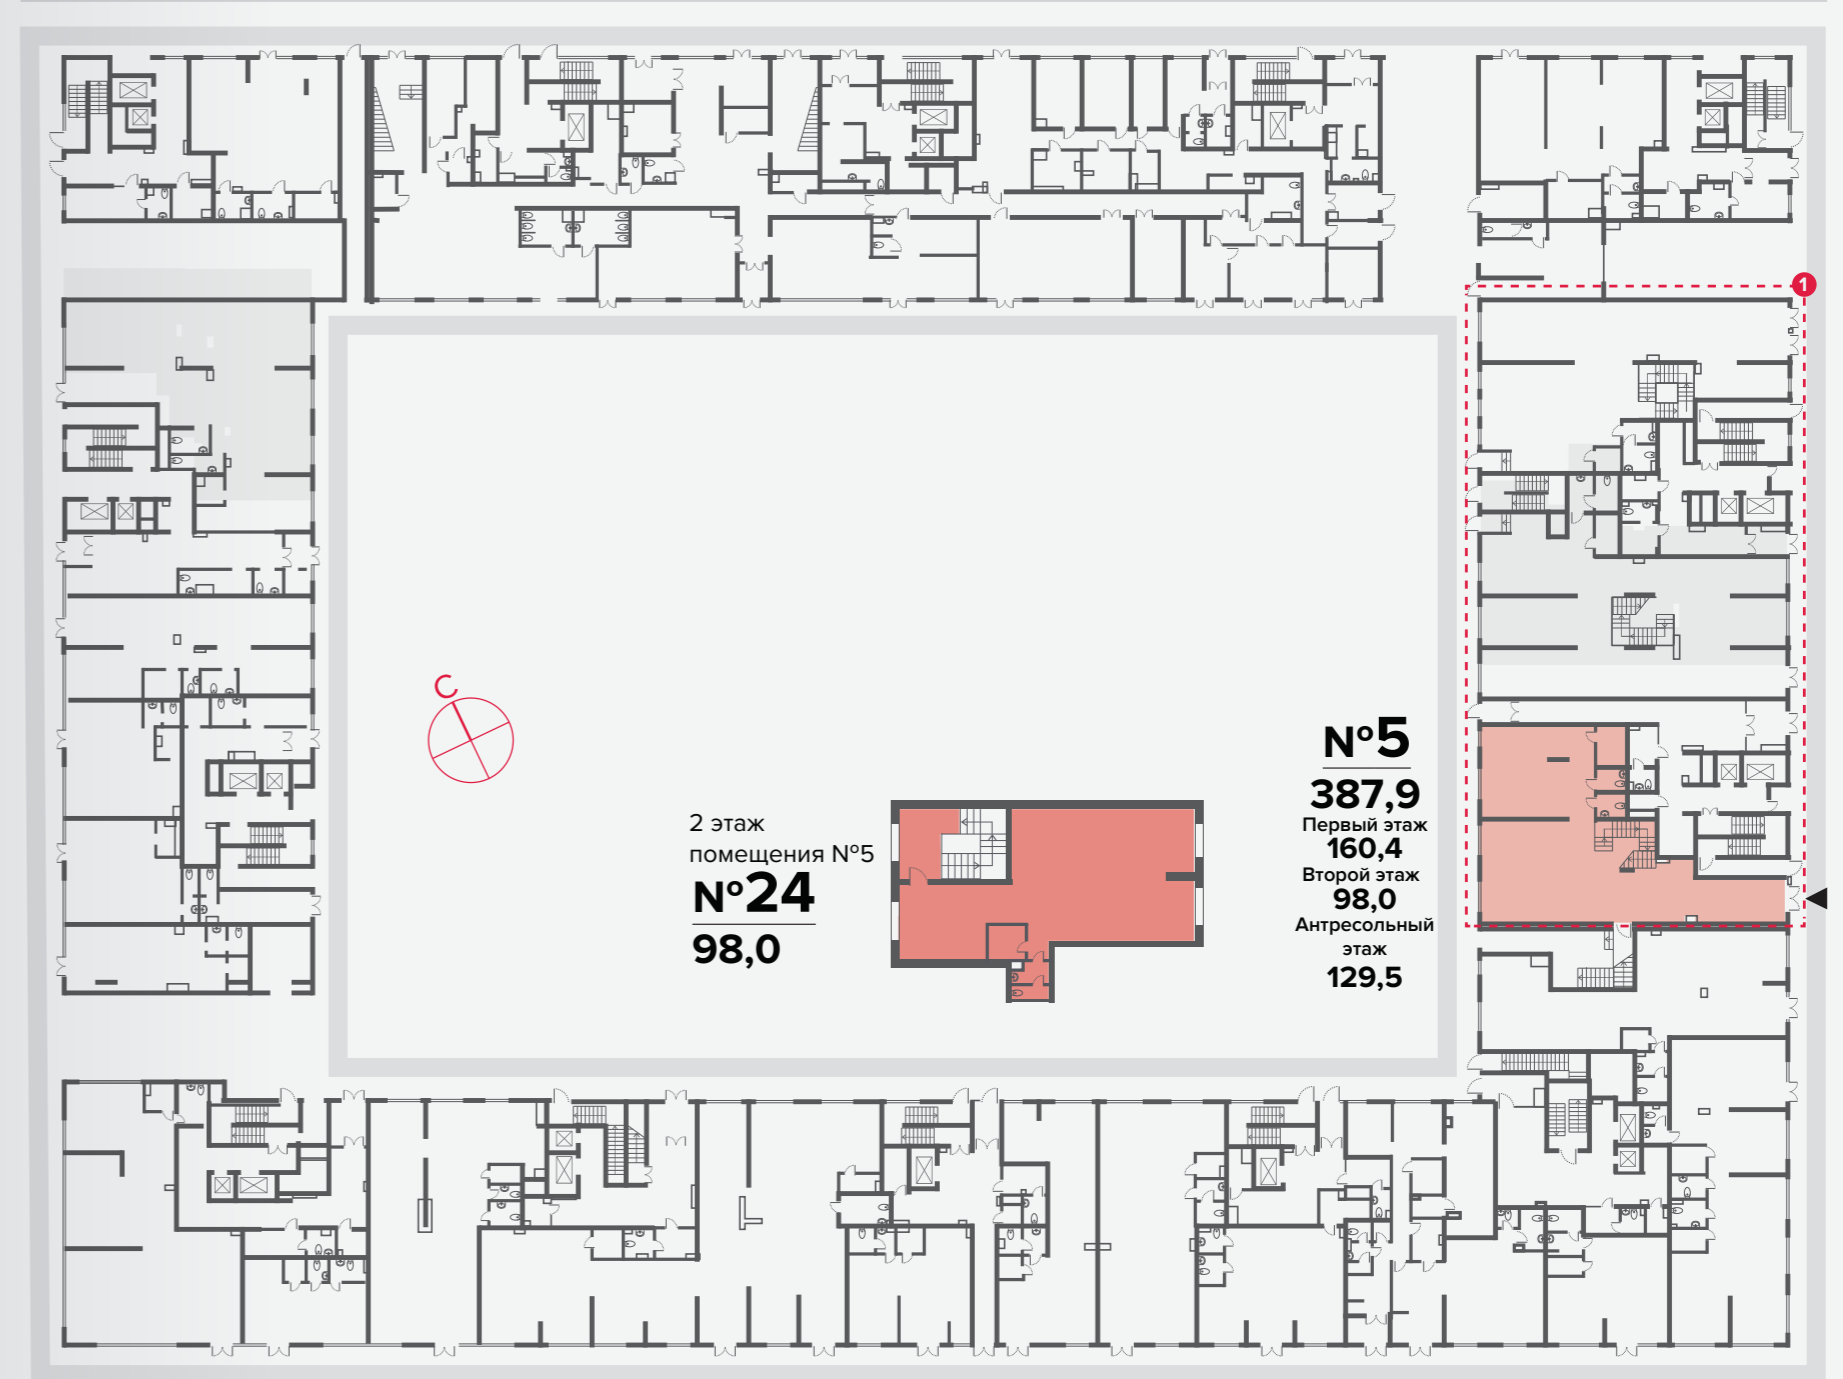 1
С
2 этаж
помещения №5
№24
98,0
№5
387,9
Первый этаж
160,4
Второй этаж
98,0
Антресольный
этаж
129,5